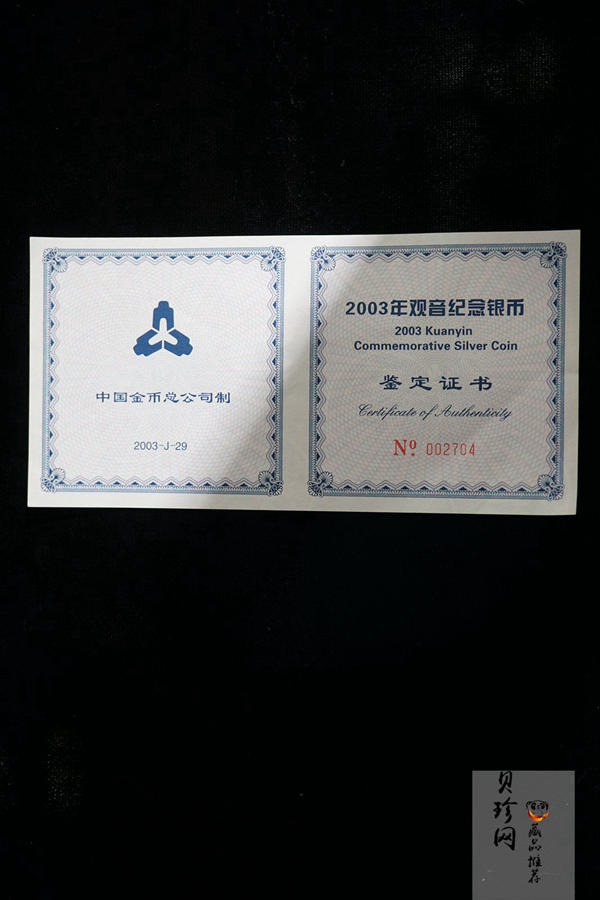 中国金币总公司制
2003-J-29
2003年观音纪念银币
2003 Kuanyin
Commemorative Silver Coin
鉴定证书
Certificate of Authenticity
Nº 002704
贝珍网
藏品推荐